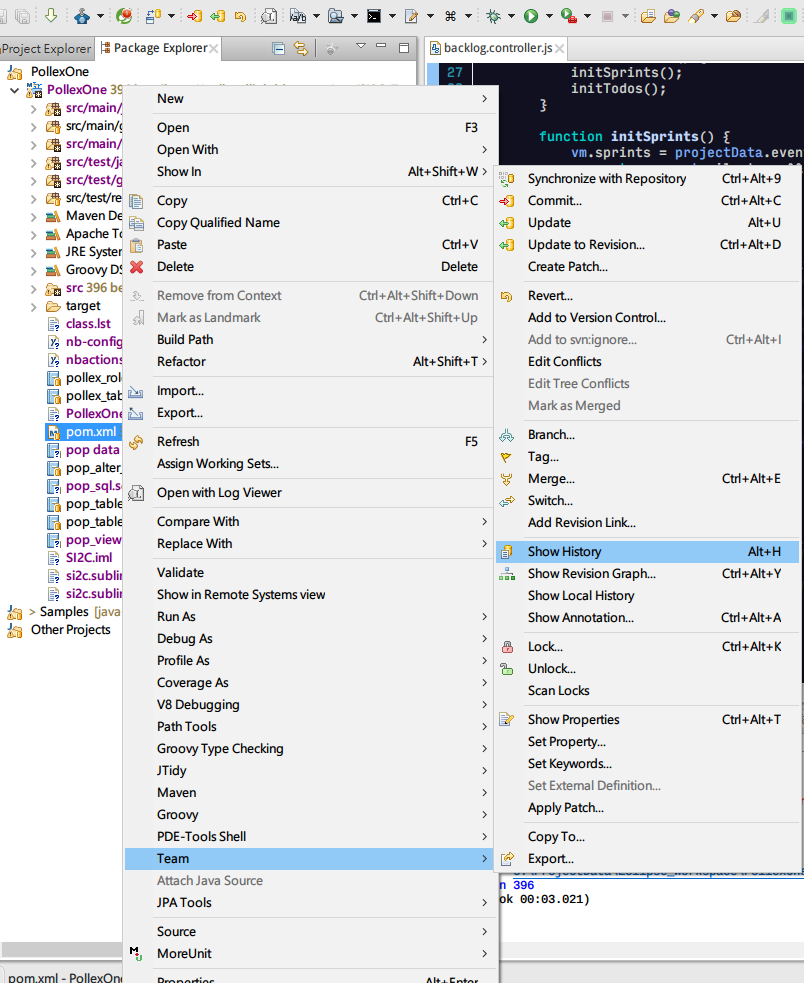 Project Explorer
Package Explorer
backlog.controller.js
PollexOne
PollexOne
src/main/
src/main/g
src/main/
src/test/ja
src/test/g
src/test/re
Maven De
Apache To
JRE System
Groovy DS
src 396 be
target
class.lst
nb-config
nbactions
pollex_rol
pollex_tab
PollexOne
pom.xml
pop data
pop_alter_
pop_sql.s
pop_table
pop_table
pop_view
SI2C.iml
si2c.sublin
si2c.sublin
> Samples [java
Other Projects
27 initSprints();
initTodos();
}
function initSprints() {
vm.sprints = projectData.even
New
Open F3
Open With
Show In Alt+Shift+W
Copy Ctrl+C
Copy Qualified Name
Paste Ctrl+V
Delete Delete
Remove from Context Ctrl+Alt+Shift+Down
Mark as Landmark Ctrl+Alt+Shift+Up
Build Path
Refactor Alt+Shift+T
Import...
Export...
Refresh F5
Assign Working Sets...
Open with Log Viewer
Compare With
Replace With
Validate
Show in Remote Systems view
Run As
Debug As
Profile As
Coverage As
V8 Debugging
Path Tools
Groovy Type Checking
JTidy
Maven
Groovy
PDE-Tools Shell
Team
Attach Java Source
JPA Tools
Source
MoreUnit
Properties Alt+Enter
Synchronize with Repository Ctrl+Alt+9
Commit... Ctrl+Alt+C
Update Alt+U
Update to Revision... Ctrl+Alt+D
Create Patch...
Revert...
Add to Version Control...
Add to svn:ignore... Ctrl+Alt+I
Edit Conflicts
Edit Tree Conflicts
Mark as Merged
Branch...
Tag...
Merge... Ctrl+Alt+E
Switch...
Add Revision Link...
Show History Alt+H
Show Revision Graph... Ctrl+Alt+Y
Show Local History
Show Annotation... Ctrl+Alt+A
Lock... Ctrl+Alt+K
Unlock...
Scan Locks
Show Properties Ctrl+Alt+T
Set Property...
Set Keywords...
Set External Definition...
Apply Patch...
Copy To...
Export...
n 396
ok 00:03.021)
pom.xml - PollexOne